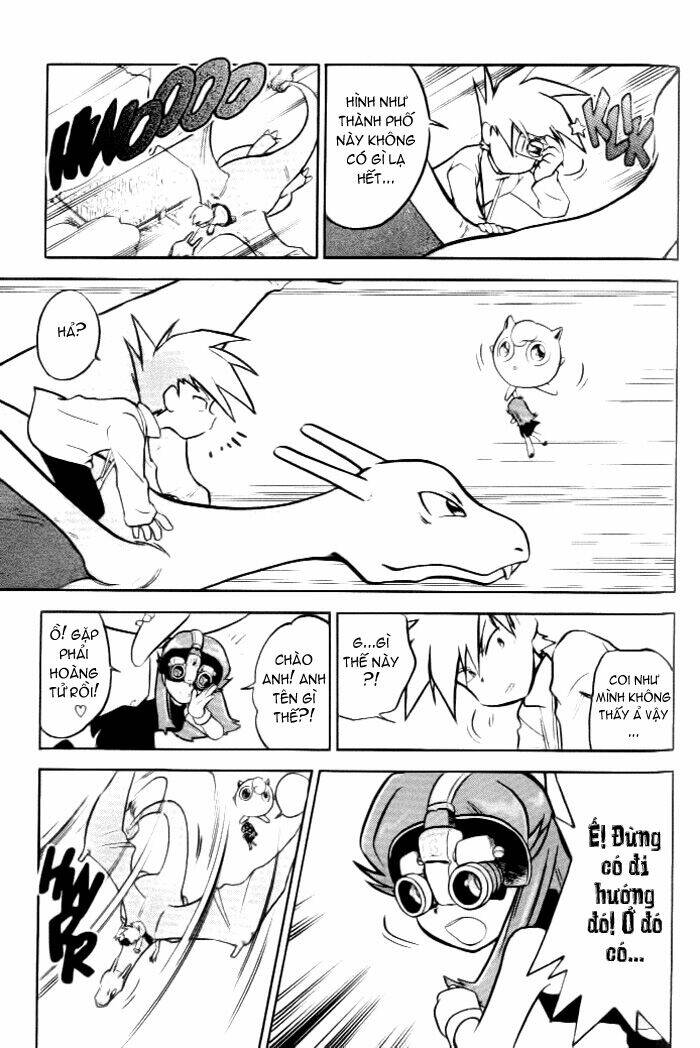 HÌNH NHƯ
THÀNH PHỐ
NÀY KHÔNG
CÓ GÌ LẠ
HẾT...
KLIK
HWOOOOO
HẢ?
G...GÌ
THẾ NÀY
?!
COI NHƯ
MÌNH KHÔNG
THẤY Ả VẬY
...
CHÀO
ANH! ANH
TÊN GÌ
THẾ?!
Ồ! GẶP
PHẢI
HOÀNG
TỬ RỒI!
♡
Ế! Đừng
có đi
hướng
đó! Ở đó
có...